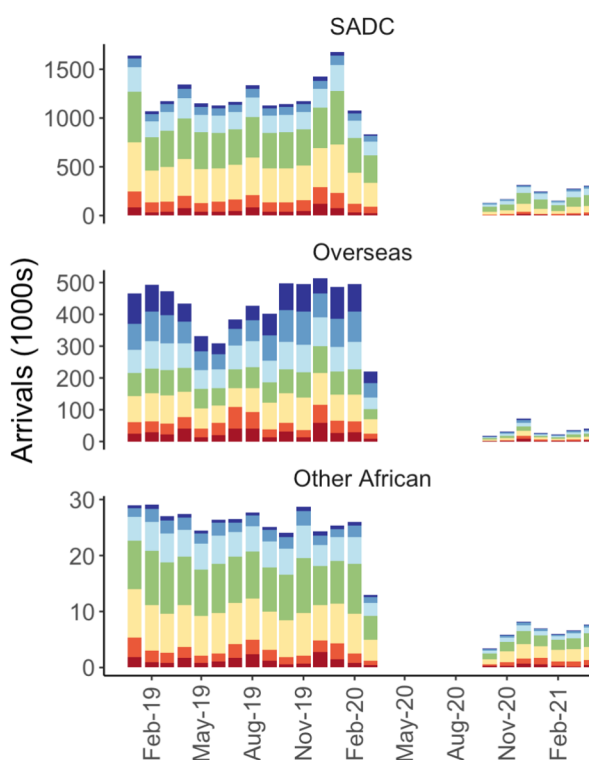 SADC
1500
1000
500
0
Overseas
500
400
300
200
100
0
Other African
30
20
10
0
Arrivals (1000s)
Feb-19
May-19
Aug-19
Nov-19
Feb-20
May-20
Aug-20
Nov-20
Feb-21